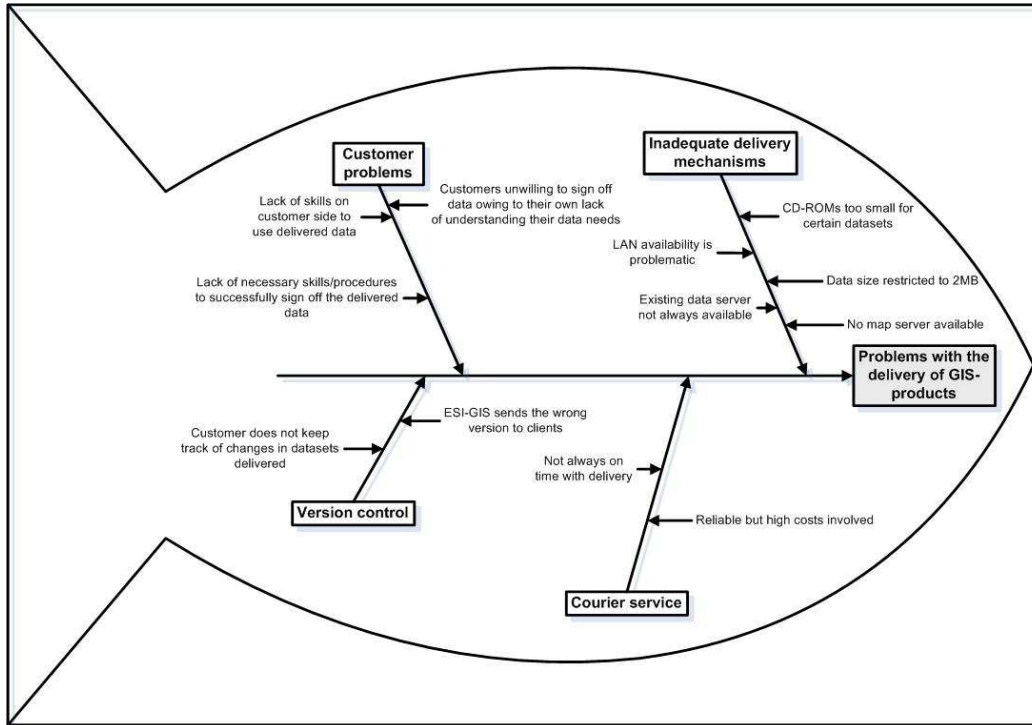 Customer
problems
Inadequate delivery
mechanisms
Lack of skills on
customer side to
use delivered data
Customers unwilling to sign off
data owing to their own lack
of understanding their data needs
CD-ROMs too small for
certain datasets
LAN availability is
problematic
Lack of necessary skills/procedures
to successfully sign off the delivered
data
Data size restricted to 2MB
Existing data server
not always available
No map server available
Problems with the
delivery of GIS-
products
ESI-GIS sends the wrong
version to clients
Customer does not keep
track of changes in datasets
delivered
Not always on
time with delivery
Version control
Reliable but high costs involved
Courier service